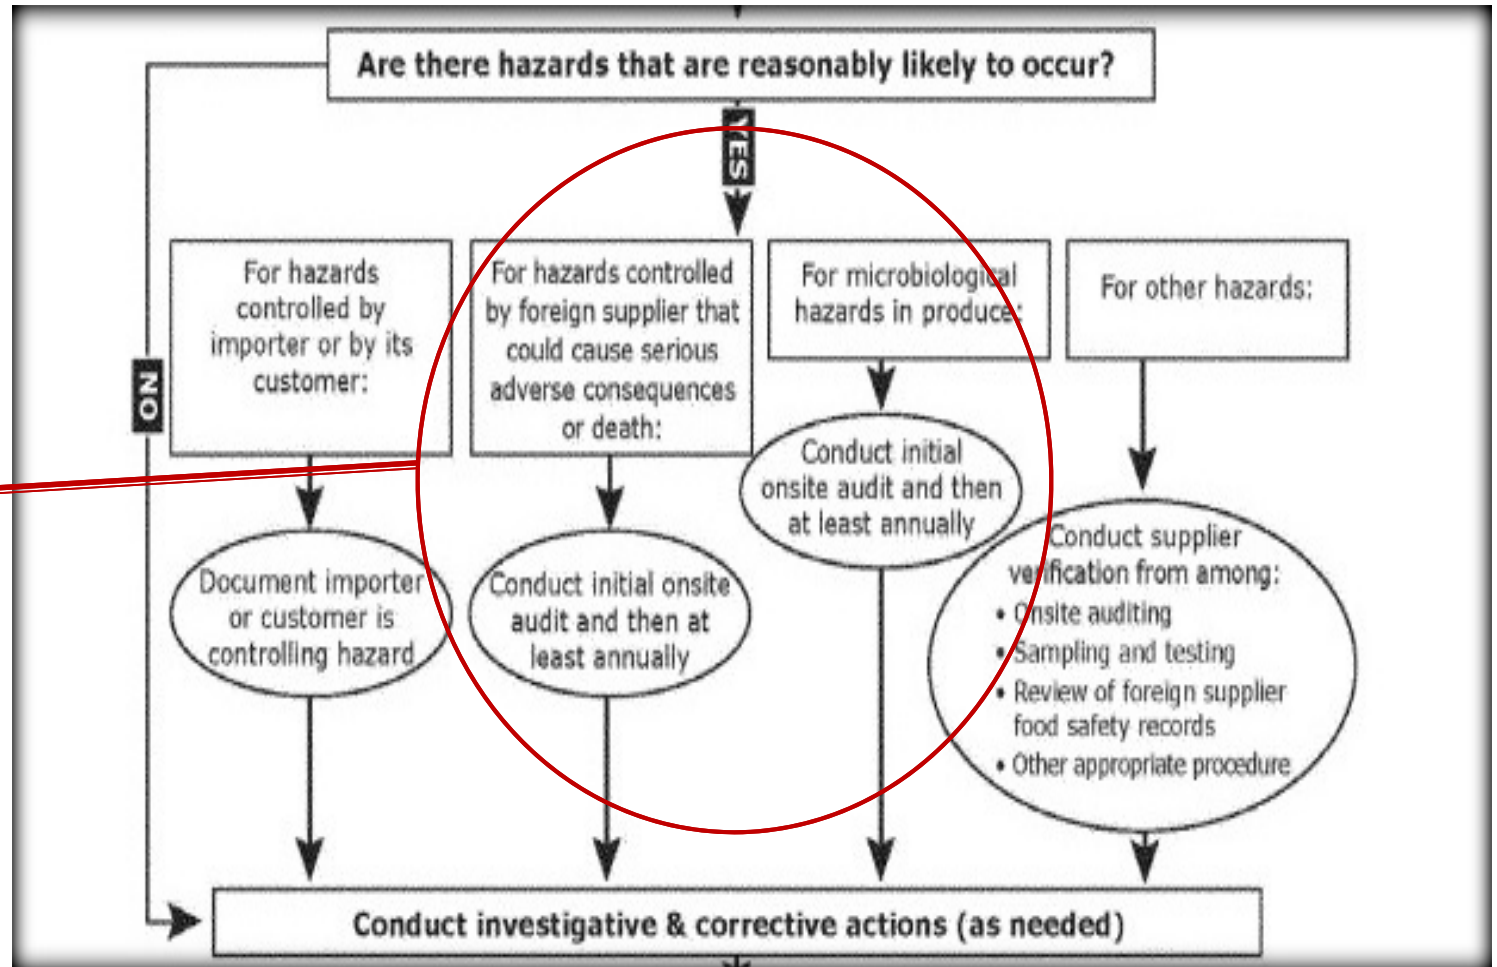 Are there hazards that are reasonably likely to occur?
YES
For hazards
controlled by
importer or by its
customer:
For hazards controlled
by foreign supplier that
could cause serious
adverse consequences
or death:
For microbiological
hazards in produce:
For other hazards:
NO
Conduct initial
onsite audit and then
at least annually
Document importer
or customer is
controlling hazard
Conduct initial onsite
audit and then at
least annually
Conduct supplier
verification from among:
• Onsite auditing
• Sampling and testing
• Review of foreign supplier
food safety records
• Other appropriate procedure
Conduct investigative & corrective actions (as needed)